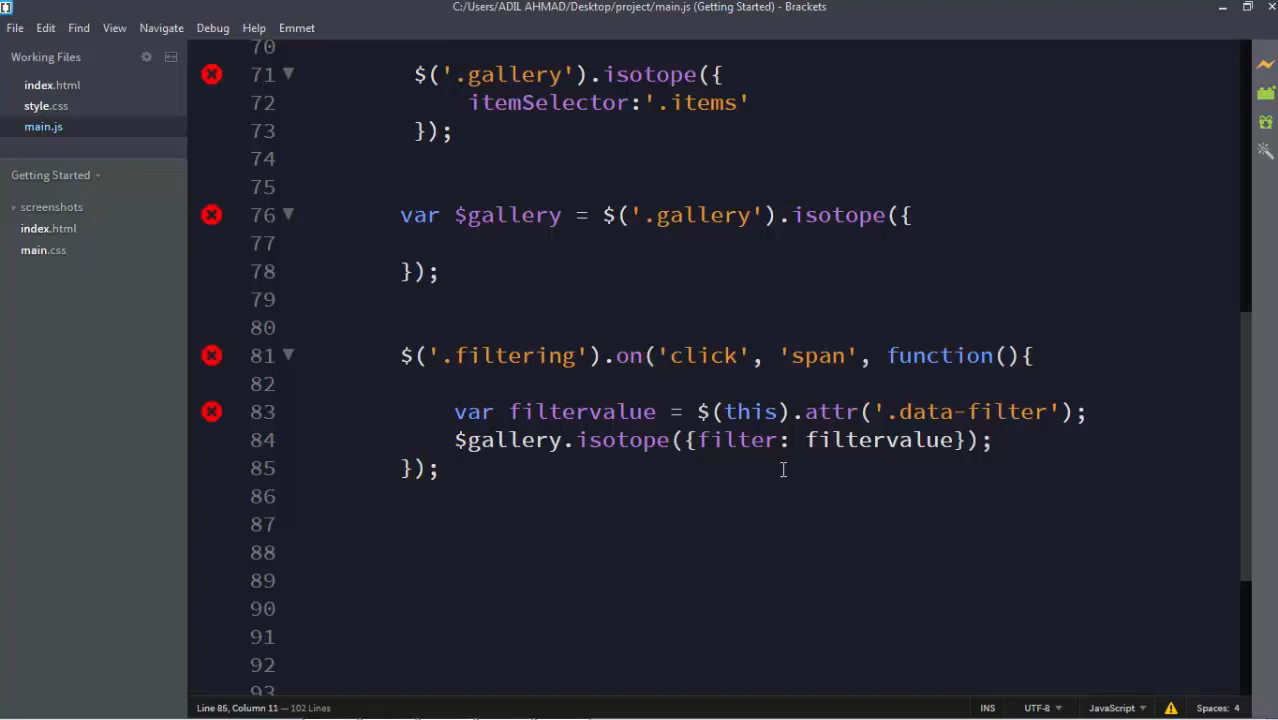 C:/Users/ADIL AHMAD/Desktop/project/main.js (Getting Started) - Brackets
File Edit Find View Navigate Debug Help Emmet
Working Files
index.html
style.css
main.js
Getting Started
screenshots
index.html
main.css
70
71 $('.gallery').isotope({
72 itemSelector:'.items'
73 });
74
75
76 var $gallery = $('.gallery').isotope({
77
78 });
79
80
81 $('.filtering').on('click', 'span', function(){
82
83 var filtervalue = $(this).attr('.data-filter');
84 $gallery.isotope({filter: filtervalue});
85 });
86
87
88
89
90
91
92
93
Line 85, Column 11 — 102 Lines INS UTF-8 JavaScript Spaces: 4